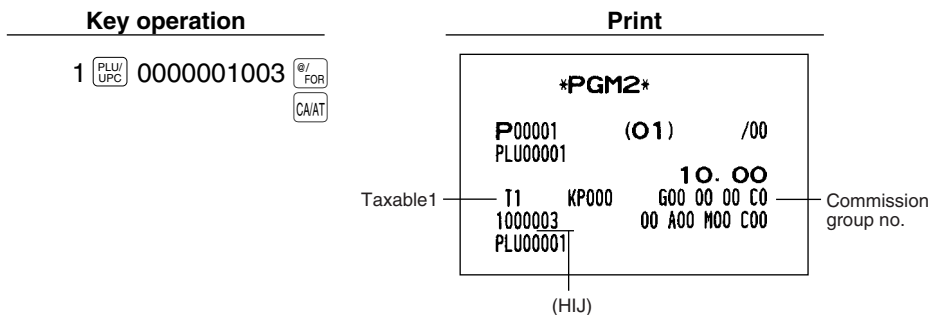 Key operation
1 PLU/UPC 0000001003 @/FOR
CA/AT
Print
*PGM2*
P00001 (01) /00
PLU00001
10.00
Taxable1 T1 KP000 G00 00 00 C0 Commission group no.
1000003 00 A00 M00 C00
PLU00001
(HIJ)